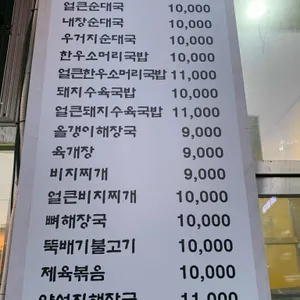 얼큰순대국 10,000
내장순대국 10,000
우거지순대국 10,000
한우소머리국밥 10,000
얼큰한우소머리국밥 11,000
돼지수육국밥 10,000
얼큰돼지수육국밥 11,000
올갱이해장국 9,000
육개장 9,000
비지찌개 9,000
얼큰비지찌개 10,000
뼈해장국 10,000
뚝배기불고기 10,000
제육볶음 10,000
11,000